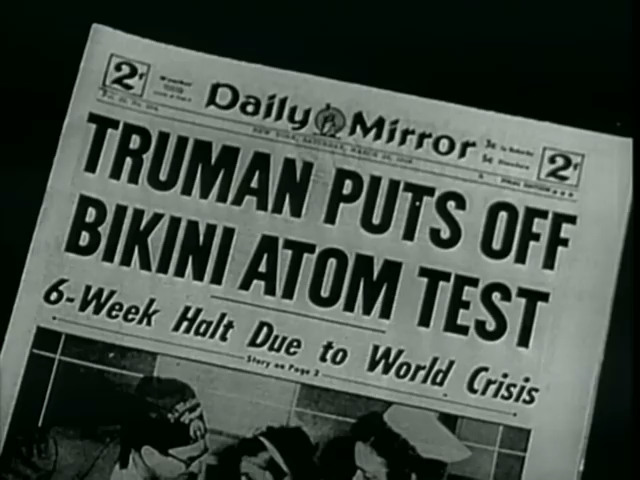 2¢ Daily Mirror 2¢
TRUMAN PUTS OFF
BIKINI ATOM TEST
6-Week Halt Due to World Crisis
Story on Page 2